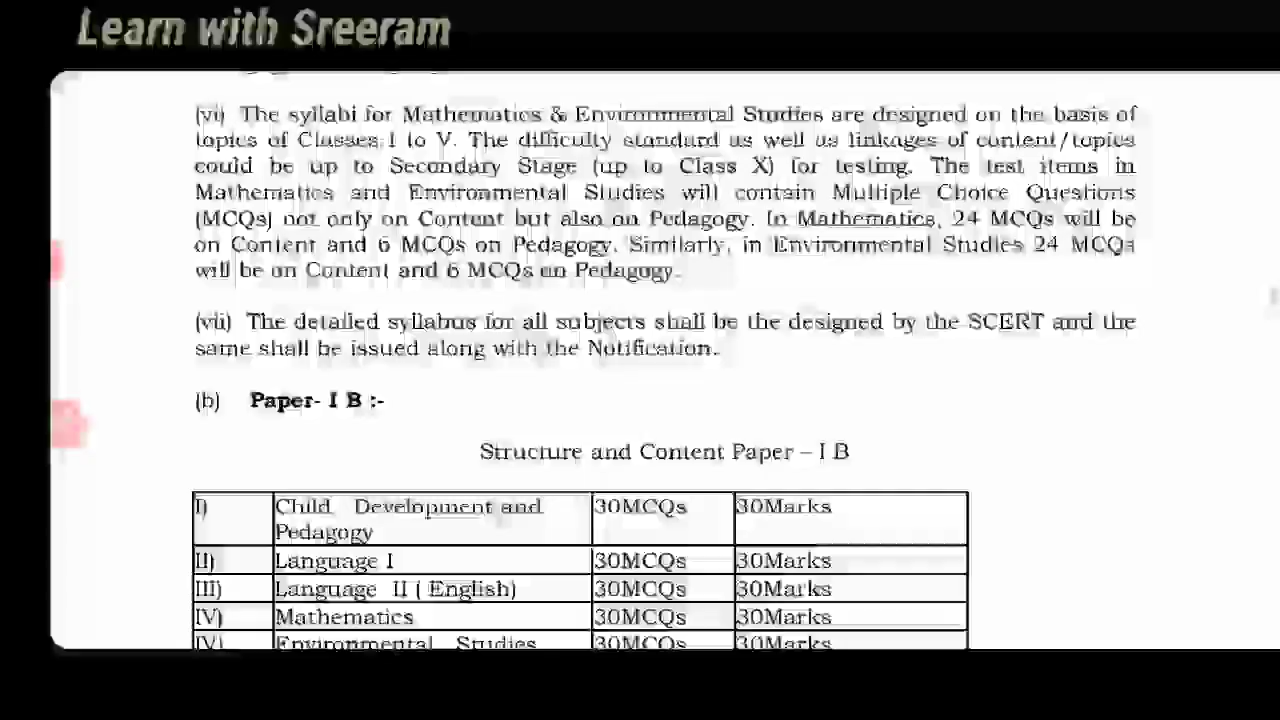 Learn with Sreeram
(vi) The syllabi for Mathematics & Environmental Studies are designed on the basis of
topics of Classes I to V. The difficulty standard as well as linkages of content/topics
could be up to Secondary Stage (up to Class X) for testing. The test items in
Mathematics and Environmental Studies will contain Multiple Choice Questions
(MCQs) not only on Content but also on Pedagogy. In Mathematics, 24 MCQs will be
on Content and 6 MCQs on Pedagogy. Similarly, in Environmental Studies 24 MCQs
will be on Content and 6 MCQs on Pedagogy.
(vii) The detailed syllabus for all subjects shall be the designed by the SCERT and the
same shall be issued along with the Notification.
(b) Paper- I B :-
Structure and Content Paper – I B
I) Child Development and 30MCQs 30Marks
Pedagogy
II) Language I 30MCQs 30Marks
III) Language II ( English) 30MCQs 30Marks
IV) Mathematics 30MCQs 30Marks
IV) Environmental Studies 30MCQs 30Marks